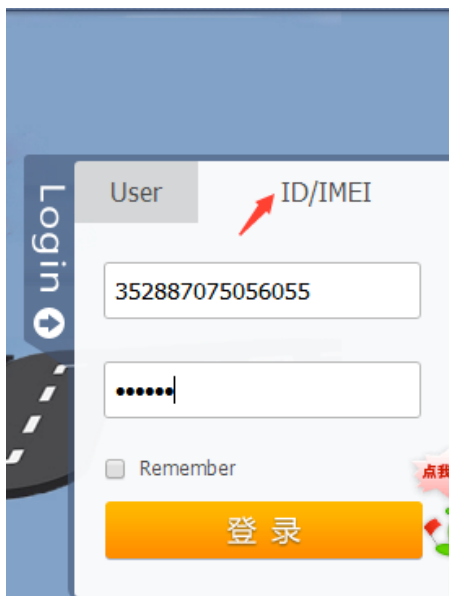 Login
User
ID/IMEI
352887075056055
Remember
点我
登录